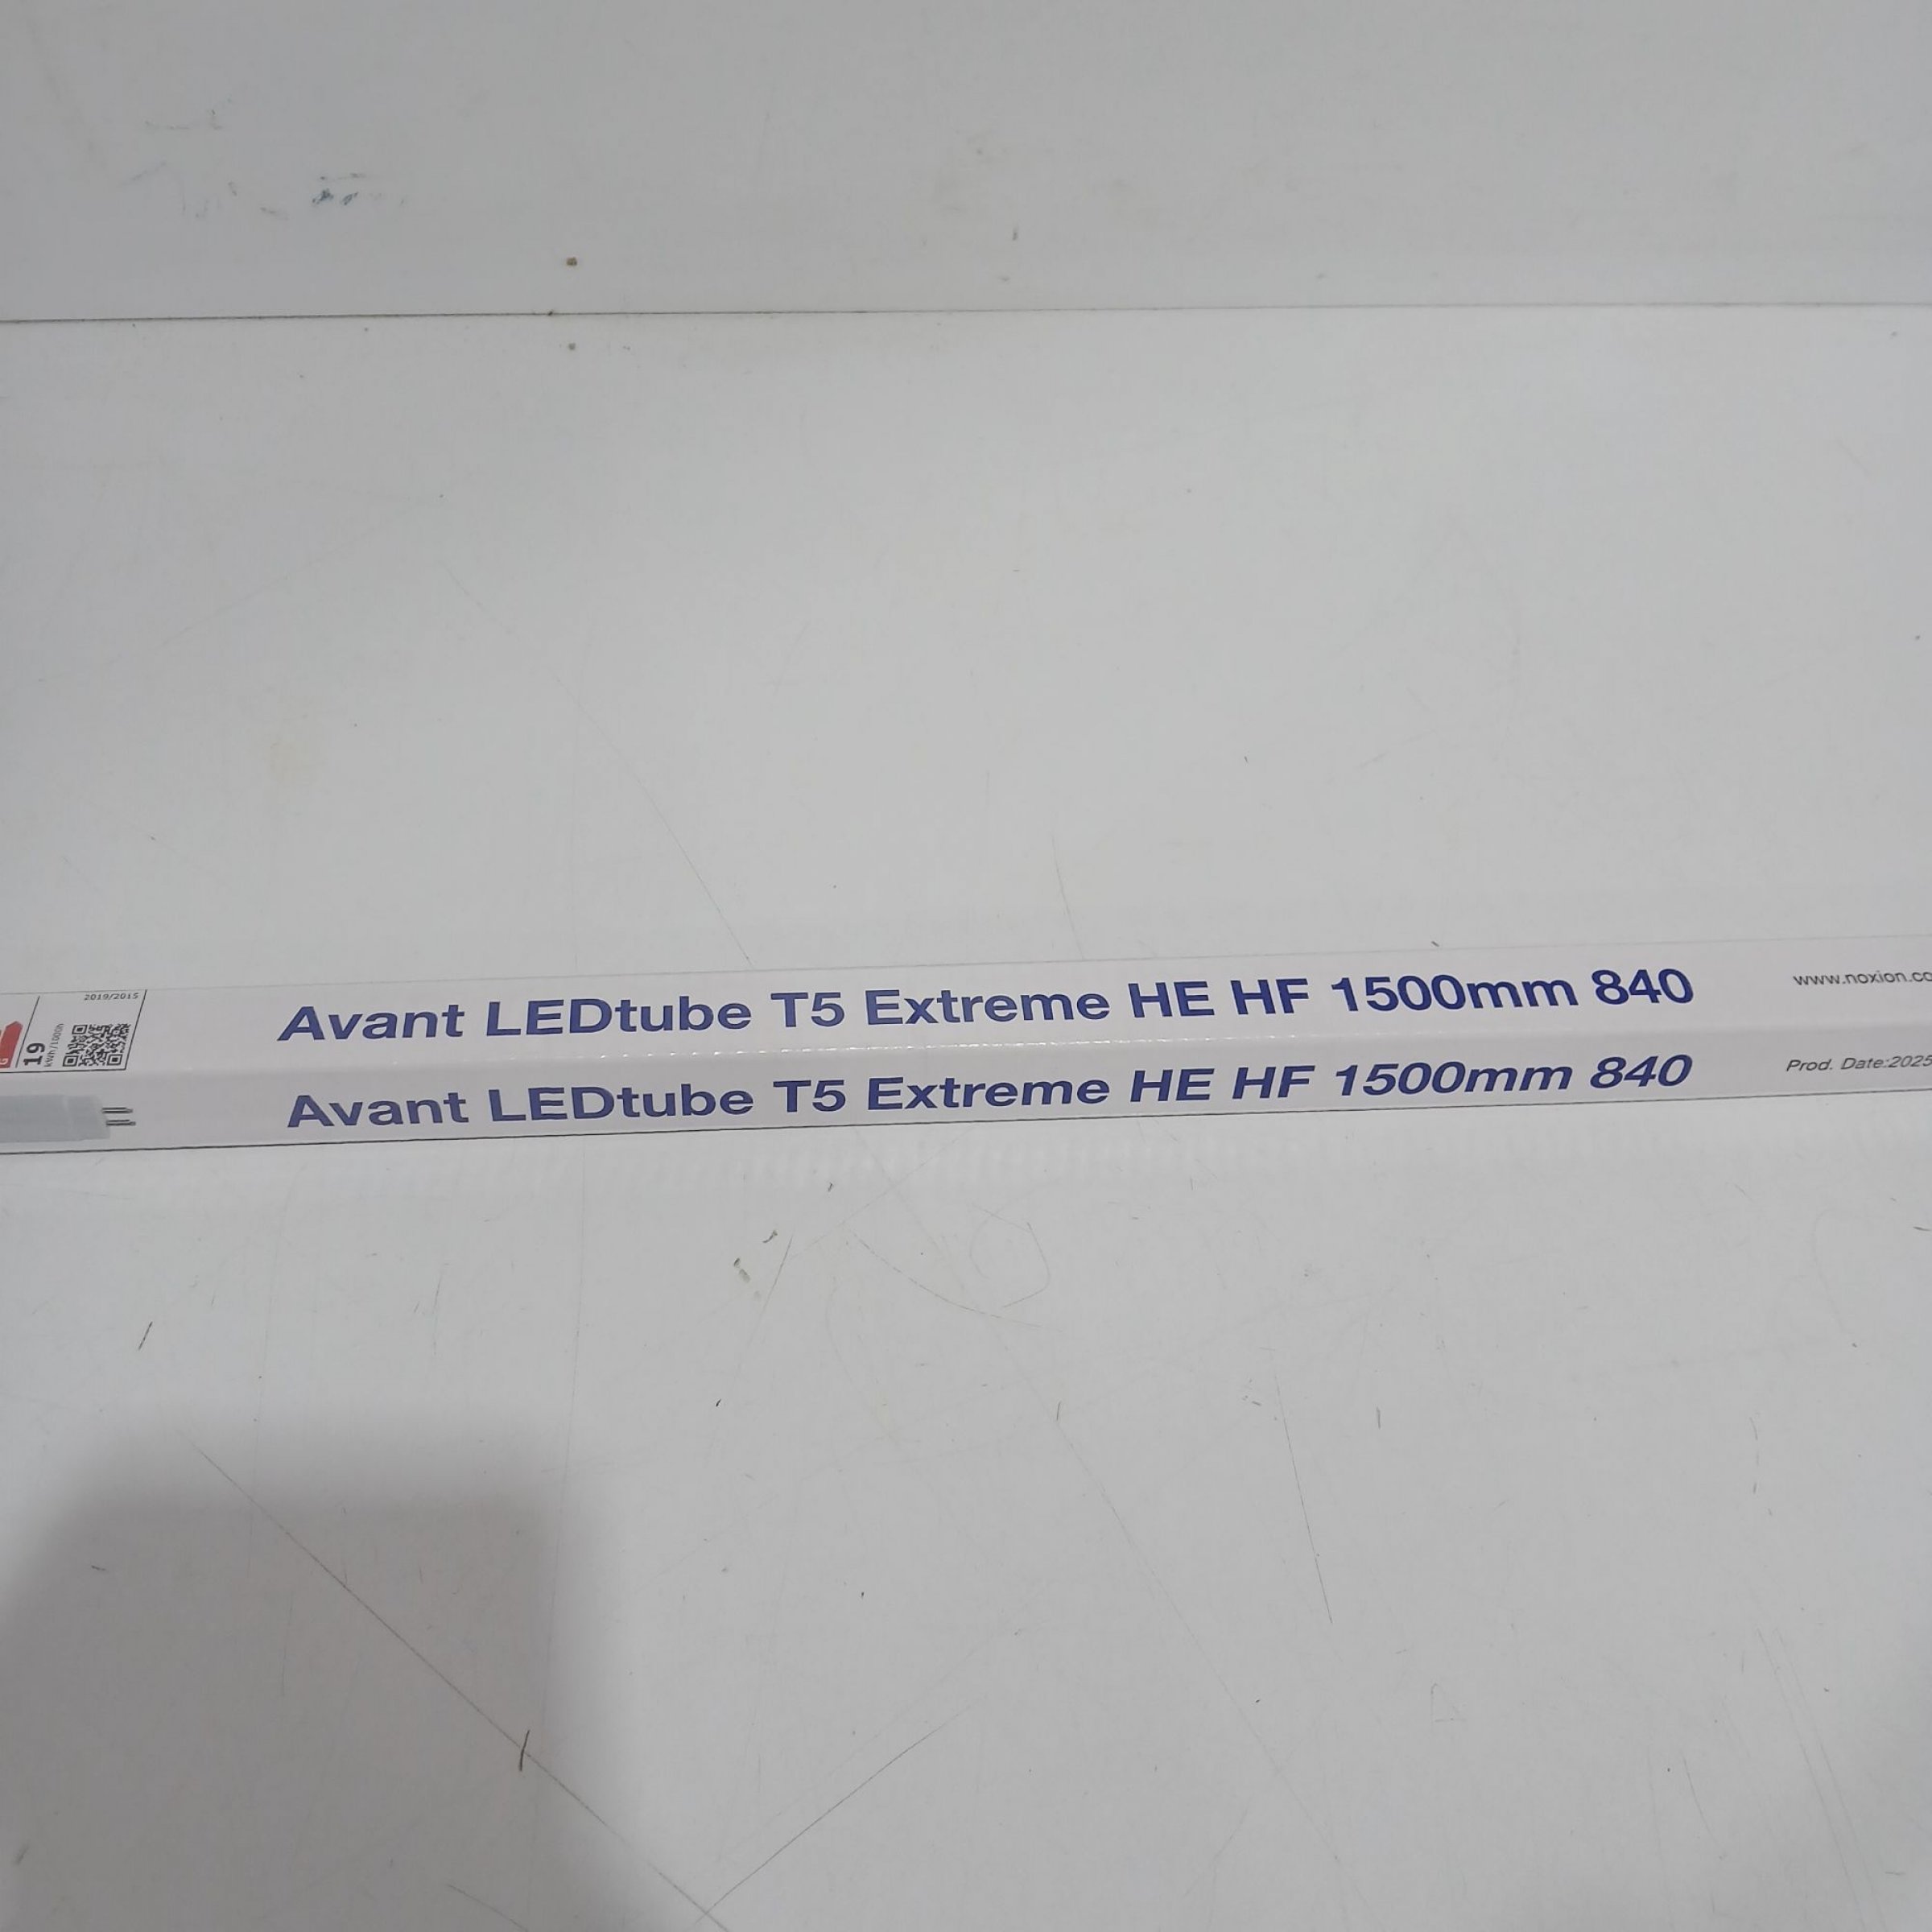 2019/2015
G
19
kWh/1000h
Avant LEDtube T5 Extreme HE HF 1500mm 840
www.noxion.co
Avant LEDtube T5 Extreme HE HF 1500mm 840
Prod. Date:2025